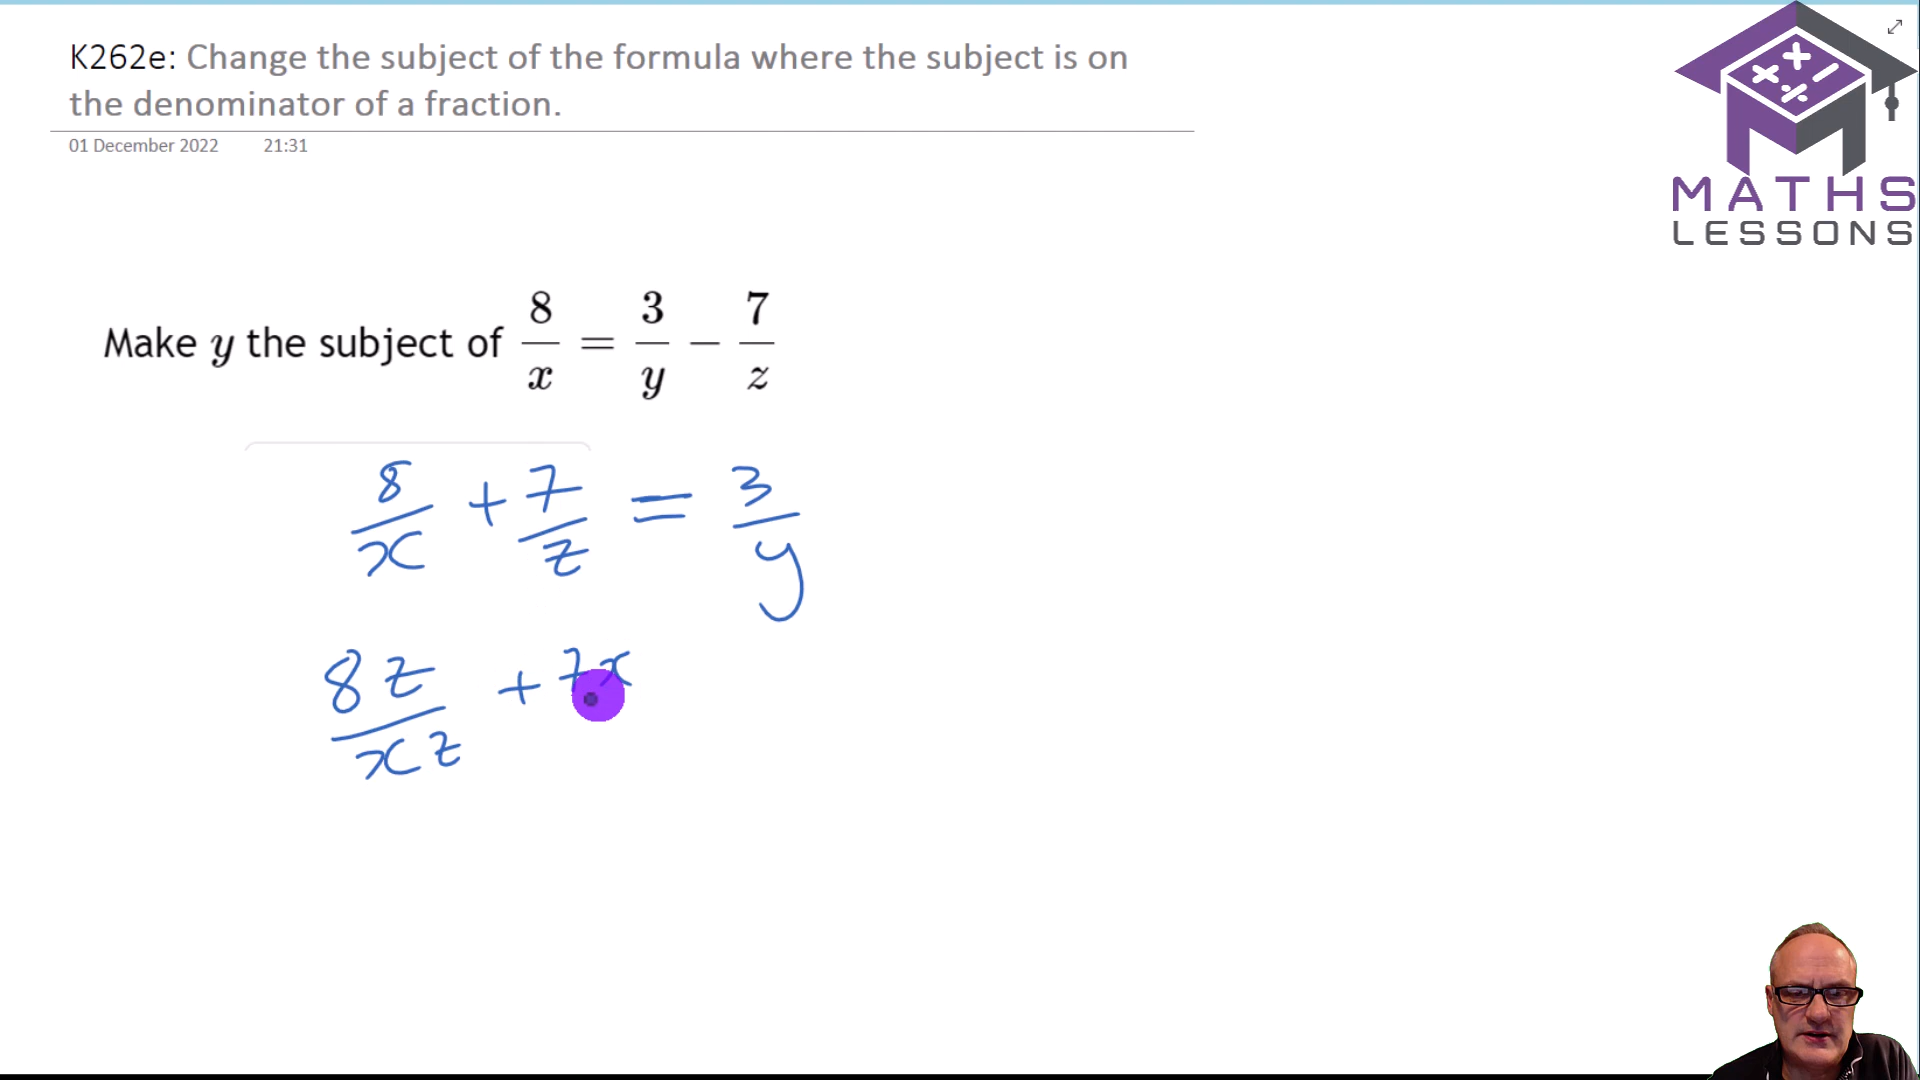 K262e: Change the subject of the formula where the subject is on
the denominator of a fraction.
01 December 2022 21:31
MATHS
LESSONS
Make y the subject of 8/x = 3/y − 7/z
8/x + 7/z = 3/y
8z/xz + 7x